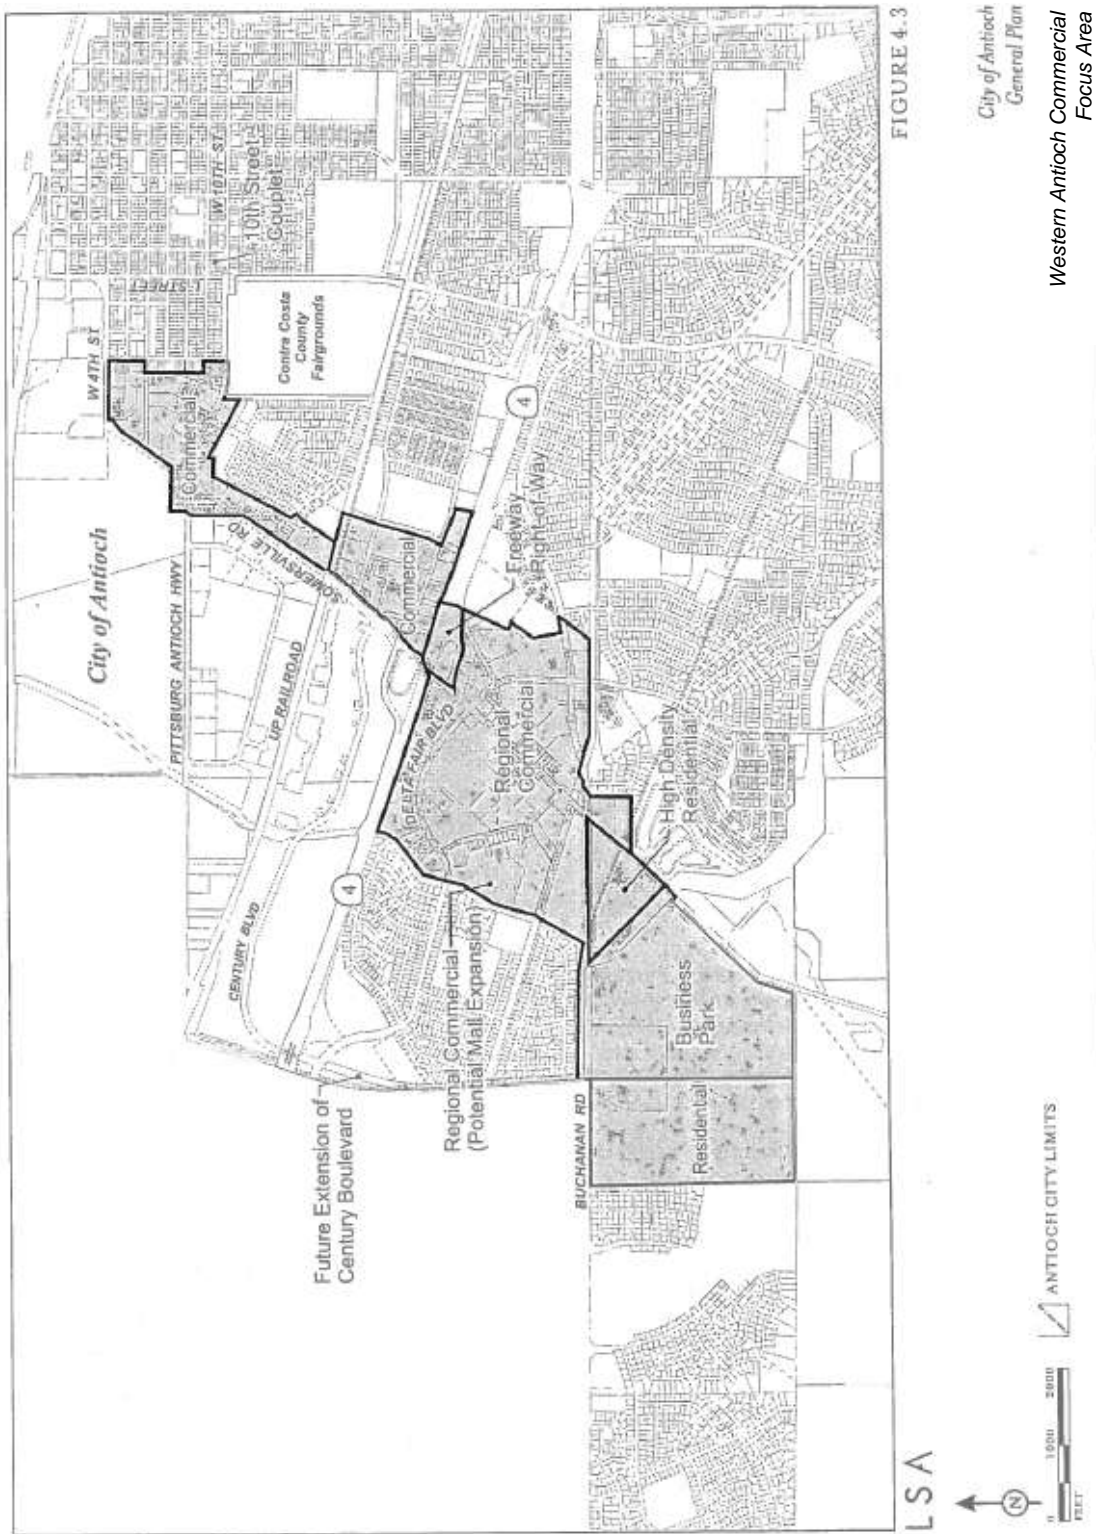 City of Antioch
W 4TH ST
L STREET
W 10TH ST
10th Street
Couplet
Contra Costa
County
Fairgrounds
Commercial
PITTSBURG ANTIOCH HWY
SOMERSVILLE RD
UP RAILROAD
CENTURY BLVD
4
4
Commercial
Freeway
Right-of-Way
DELTA FAIR BLVD
Regional
Commercial
High Density
Residential
Future Extension of
Century Boulevard
Regional Commercial
(Potential Mall Expansion)
BUCHANAN RD
Business
Park
Residential
LSA
N
0 1000 2000
FEET
ANTIOCH CITY LIMITS
FIGURE 4.3
City of Antioch
General Plan
Western Antioch Commercial
Focus Area